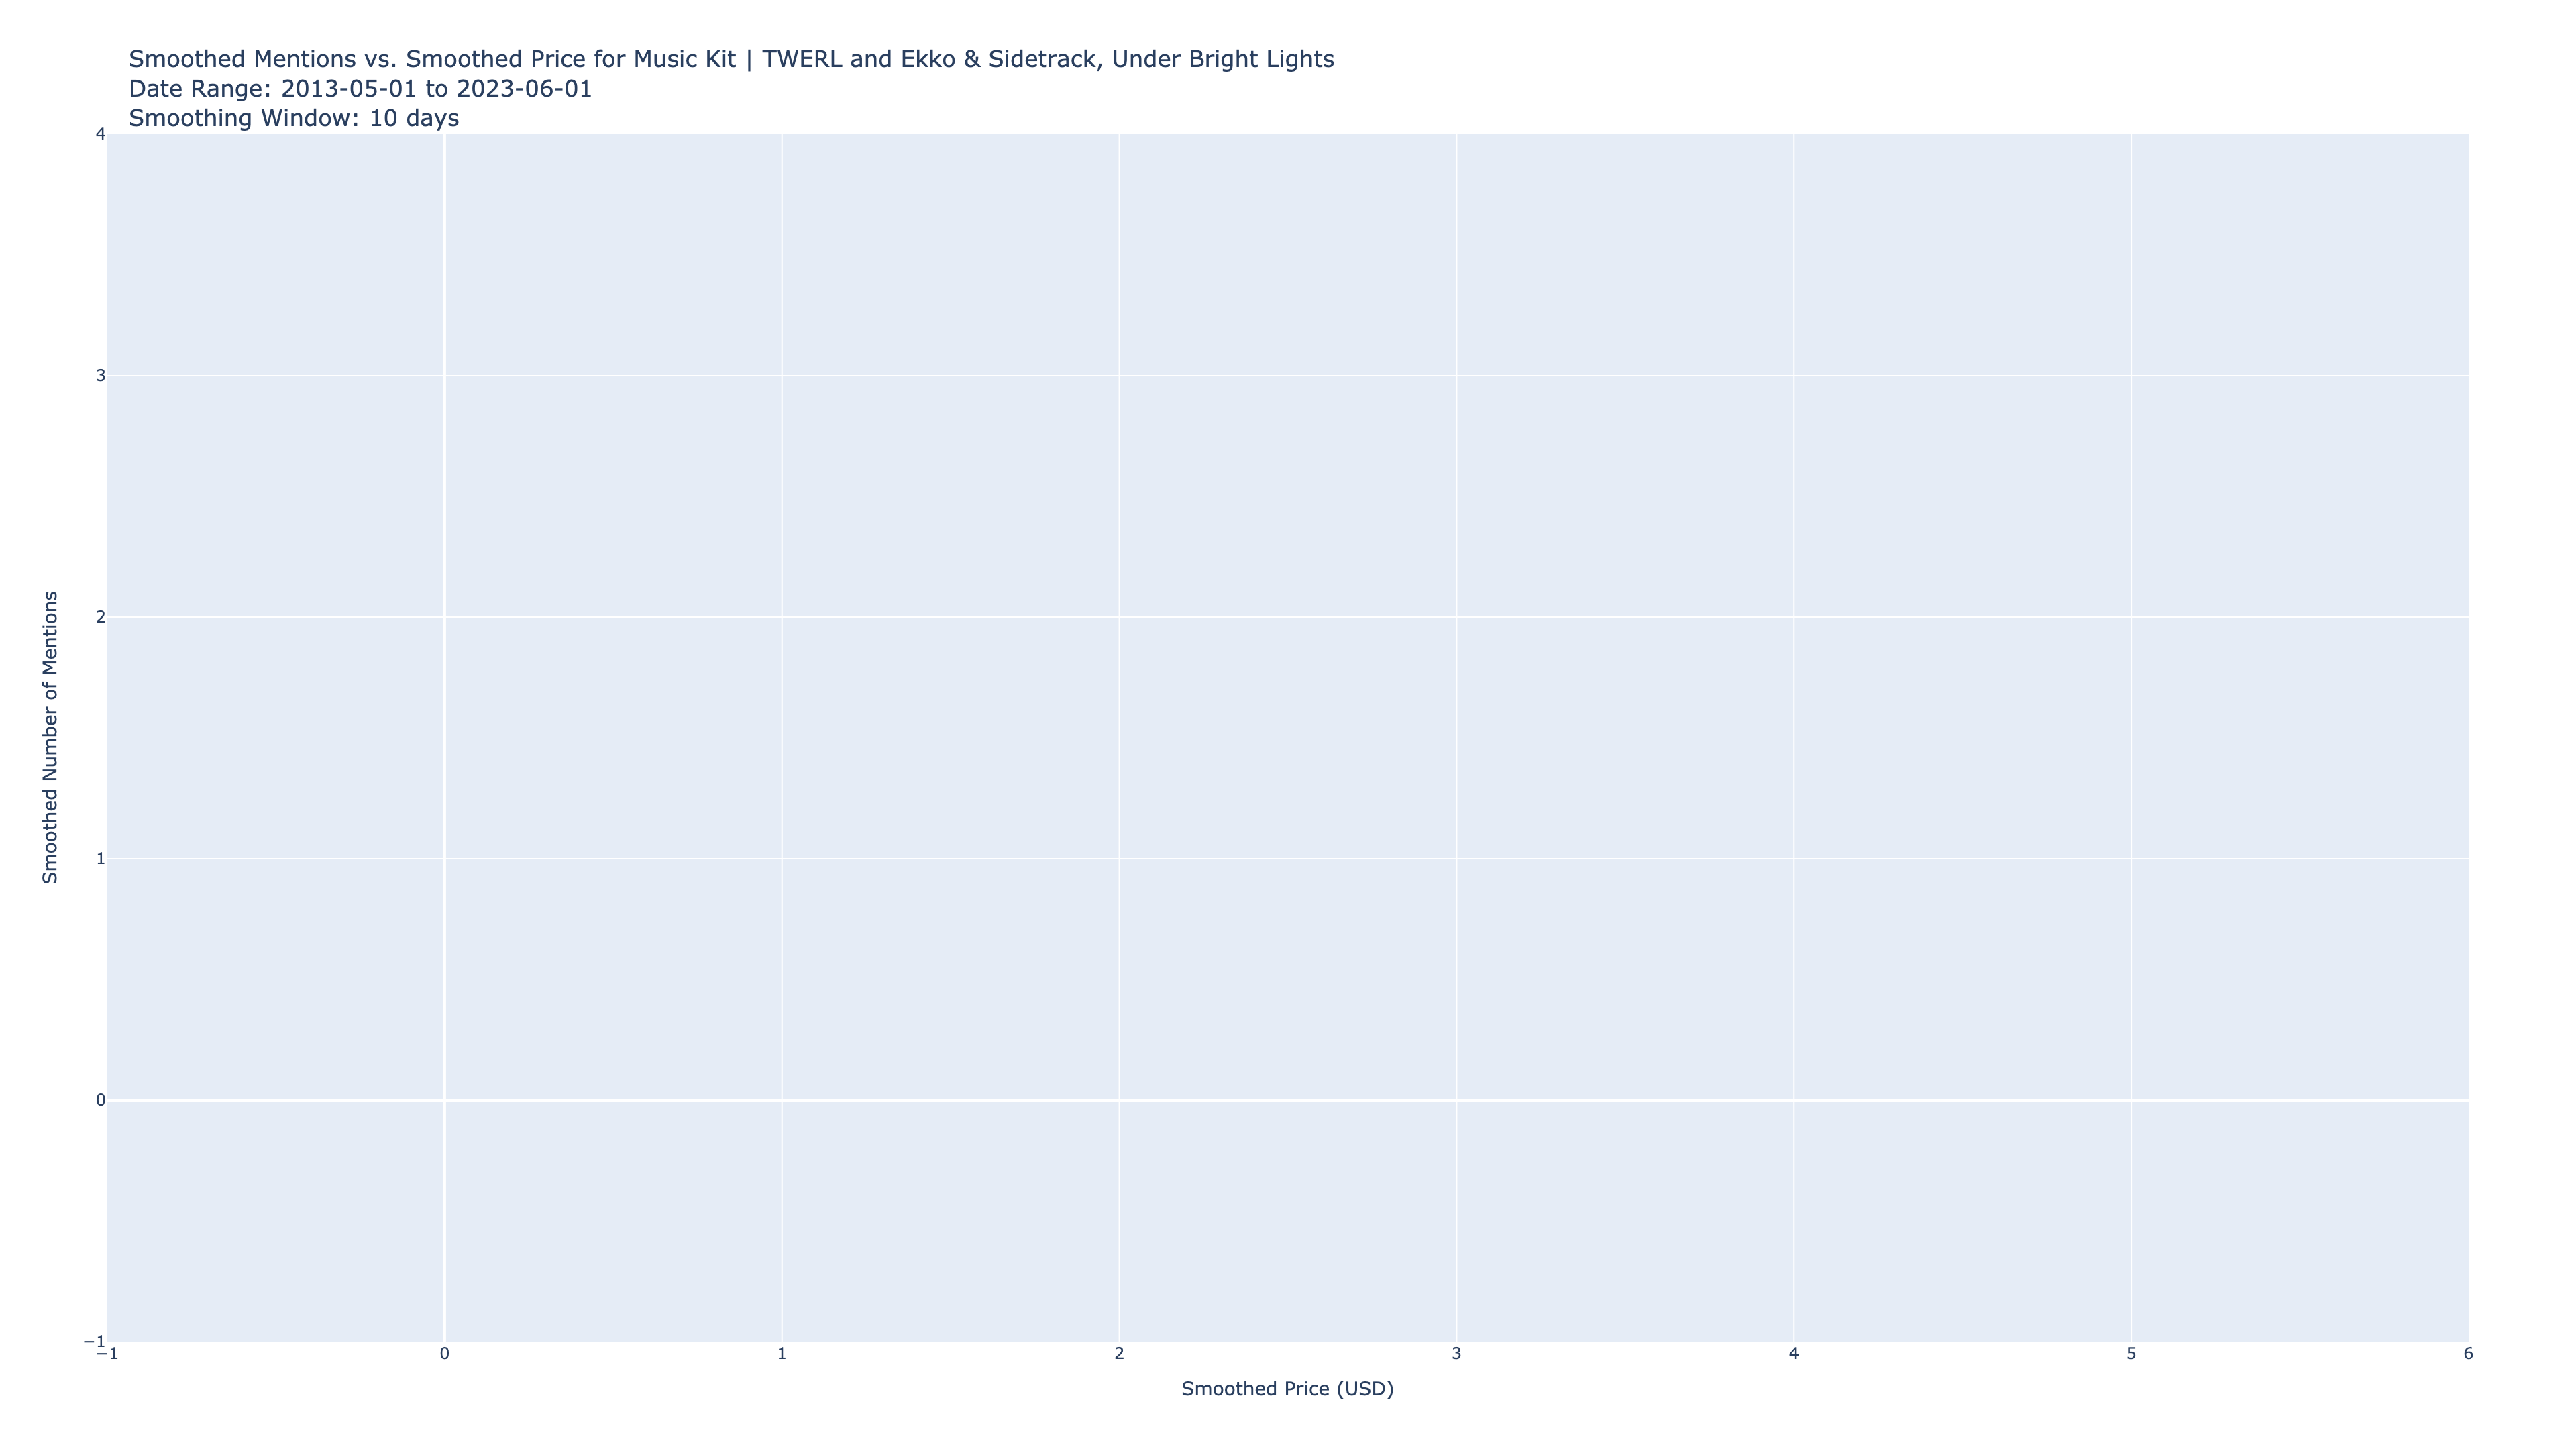 Smoothed Mentions vs. Smoothed Price for Music Kit | TWERL and Ekko & Sidetrack, Under Bright Lights
Date Range: 2013-05-01 to 2023-06-01
Smoothing Window: 10 days
4
3
2
1
0
−1
Smoothed Number of Mentions
−1
0
1
2
3
4
5
6
Smoothed Price (USD)